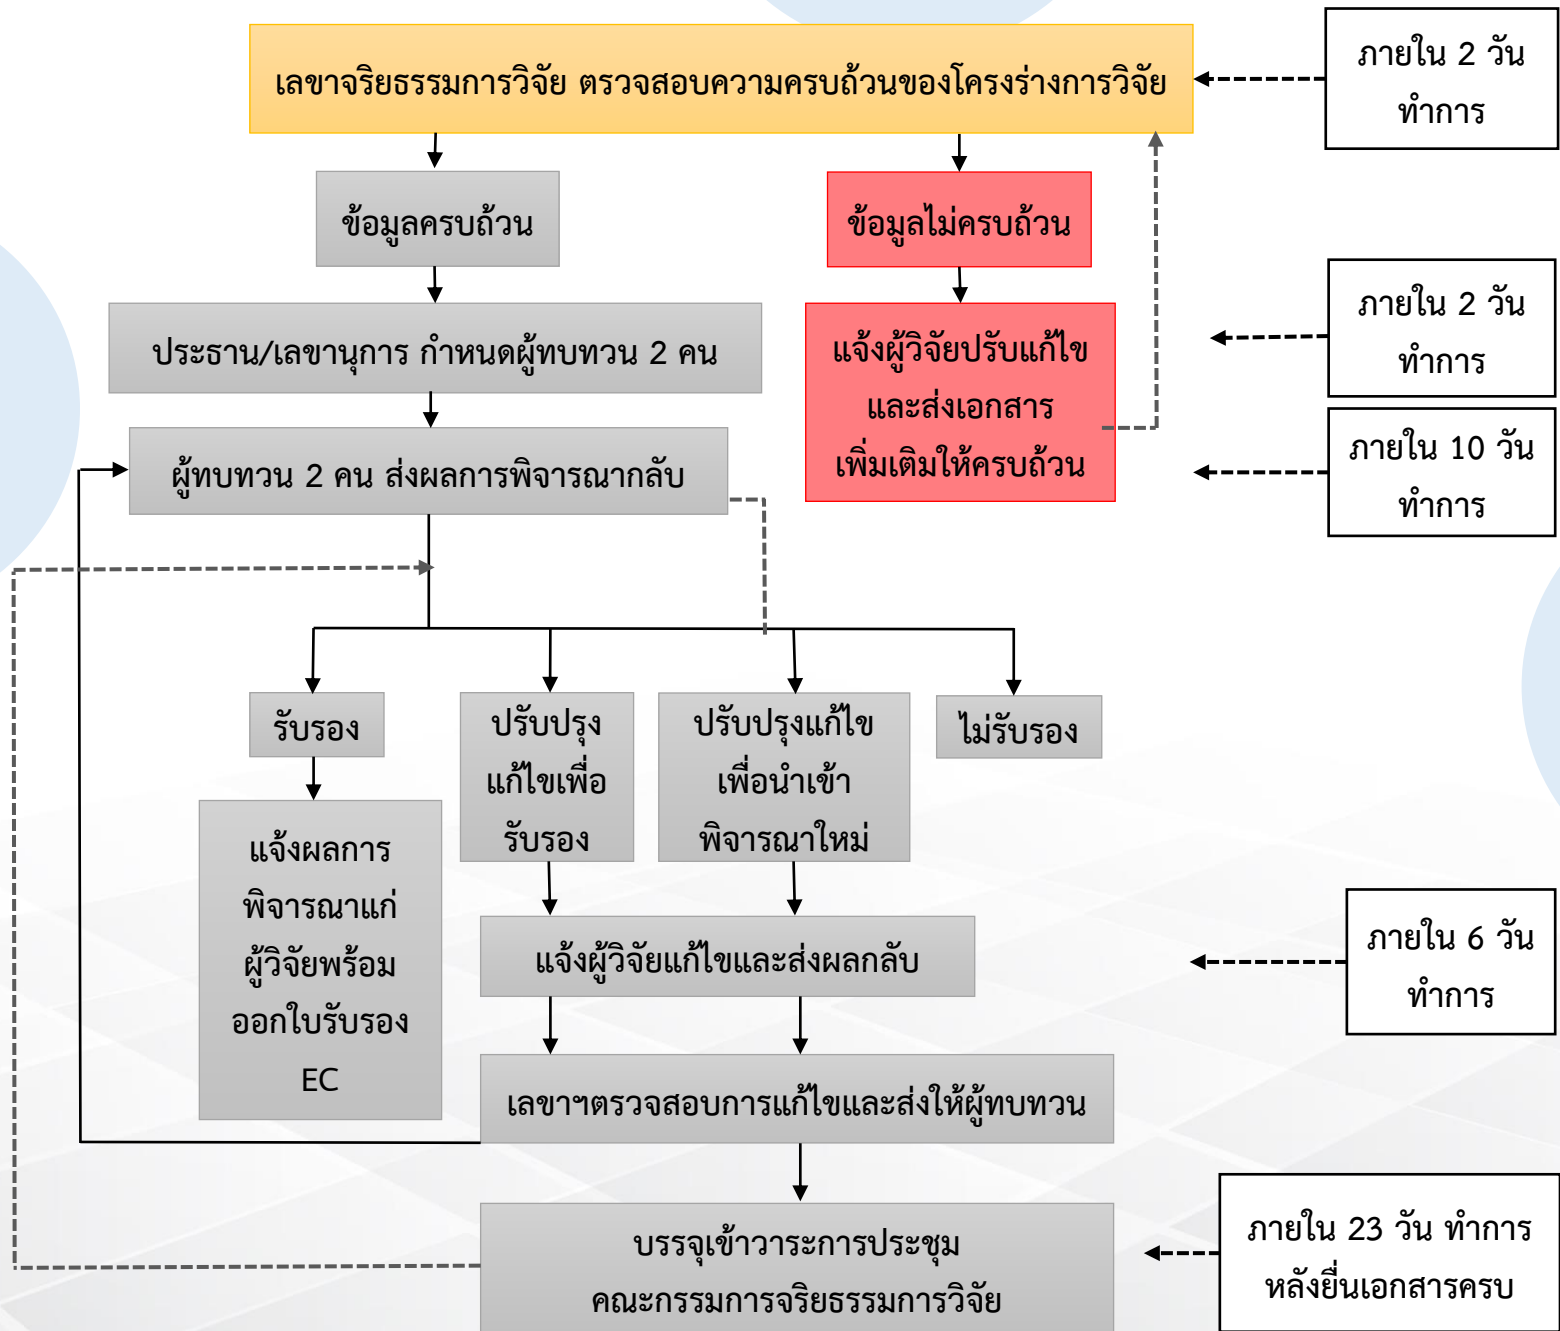 เลขาจริยธรรมการวิจัย ตรวจสอบความครบถ้วนของโครงร่างการวิจัย
ภายใน 2 วัน
ทำการ
ข้อมูลครบถ้วน
ข้อมูลไม่ครบถ้วน
ประธาน/เลขานุการ กำหนดผู้ทบทวน 2 คน
แจ้งผู้วิจัยปรับแก้ไข
และส่งเอกสาร
เพิ่มเติมให้ครบถ้วน
ภายใน 2 วัน
ทำการ
ผู้ทบทวน 2 คน ส่งผลการพิจารณากลับ
ภายใน 10 วัน
ทำการ
รับรอง
ปรับปรุง
แก้ไขเพื่อ
รับรอง
ปรับปรุงแก้ไข
เพื่อนำเข้า
พิจารณาใหม่
ไม่รับรอง
แจ้งผลการ
พิจารณาแก่
ผู้วิจัยพร้อม
ออกใบรับรอง
EC
แจ้งผู้วิจัยแก้ไขและส่งผลกลับ
ภายใน 6 วัน
ทำการ
เลขาฯตรวจสอบการแก้ไขและส่งให้ผู้ทบทวน
บรรจุเข้าวาระการประชุม
คณะกรรมการจริยธรรมการวิจัย
ภายใน 23 วัน ทำการ
หลังยื่นเอกสารครบ